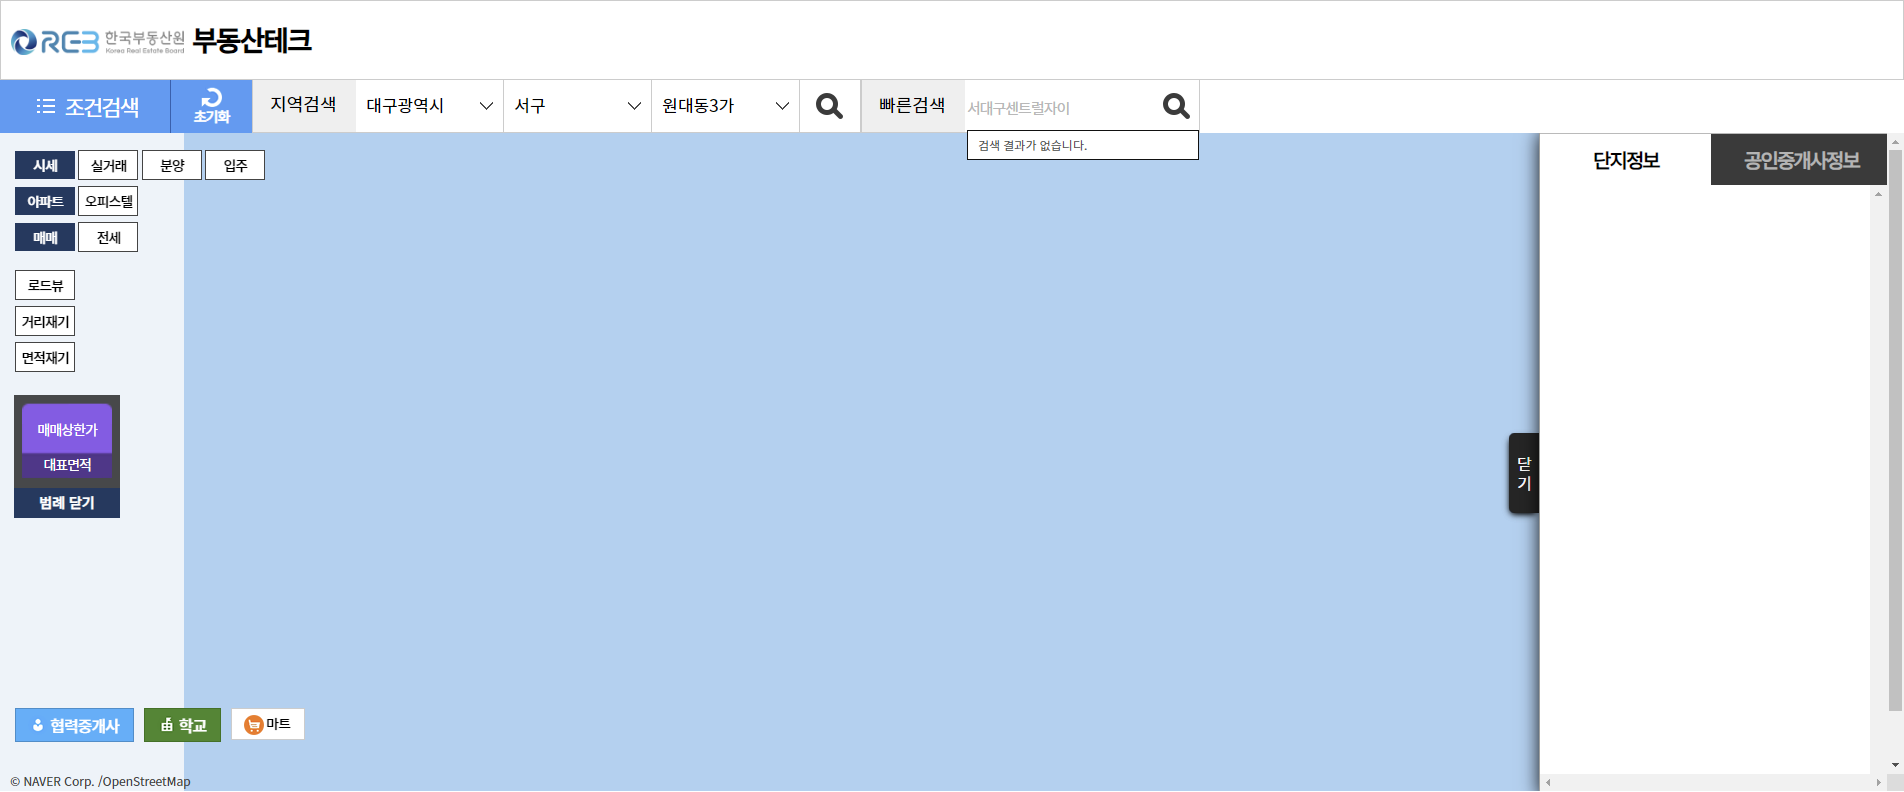 REB 한국부동산원 부동산테크
Korea Real Estate Board
조건검색 초기화 지역검색 대구광역시 서구 원대동3가 빠른검색 서대구센트럴자이
검색 결과가 없습니다.
시세 실거래 분양 입주
아파트 오피스텔
매매 전세
로드뷰
거리재기
면적재기
매매상한가
대표면적
범례 닫기
단지정보 공인중개사정보
닫
기
협력중개사 학교 마트
© NAVER Corp. /OpenStreetMap